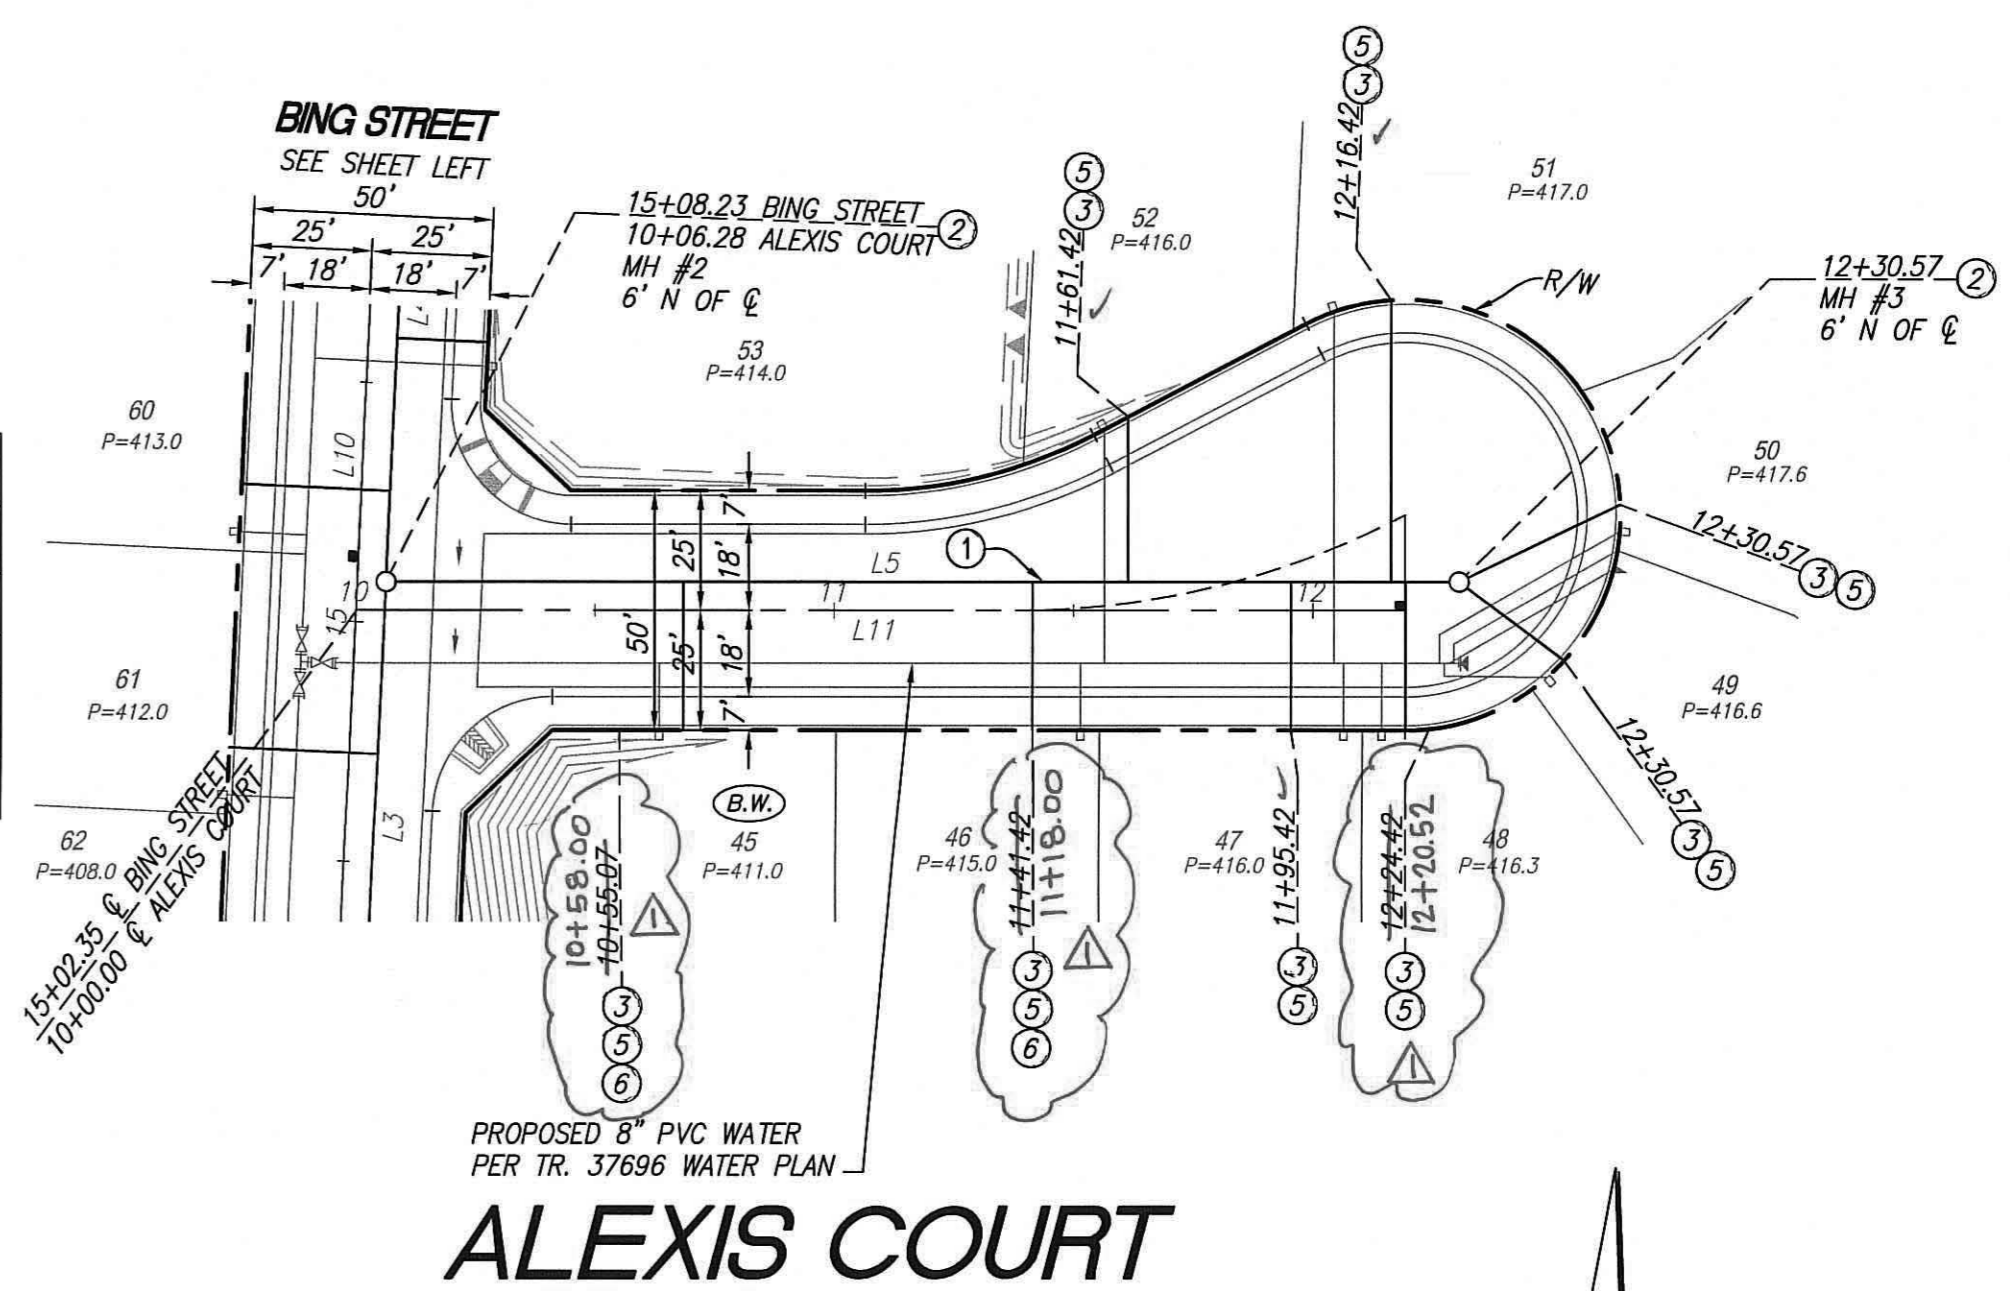 BING STREET
SEE SHEET LEFT
50'
25' 25'
7' 18' 18' 7'
15+08.23 BING STREET 2
10+06.28 ALEXIS COURT
MH #2
6' N OF ℄
5
3
11+61.42
52
P=416.0
5
3
12+16.42
51
P=417.0
R/W
12+30.57 2
MH #3
6' N OF ℄
53
P=414.0
60
P=413.0
L10
50
P=417.6
12+30.57 3 5
7'
25'
18'
1
L5
10
11
12
15
L11
50'
25'
18'
7'
61
P=412.0
49
P=416.6
12+30.57
3
5
B.W.
L3
62
P=408.0
15+02.35 ℄ BING STREET
10+00.00 ℄ ALEXIS COURT
10+58.00
10+55.07
1
3
5
6
45
P=411.0
46
P=415.0
11+41.42
11+18.00
1
3
5
6
47
P=416.0
11+95.42
3
5
12+24.42
12+20.52
3
5
1
48
P=416.3
PROPOSED 8" PVC WATER
PER TR. 37696 WATER PLAN
ALEXIS COURT